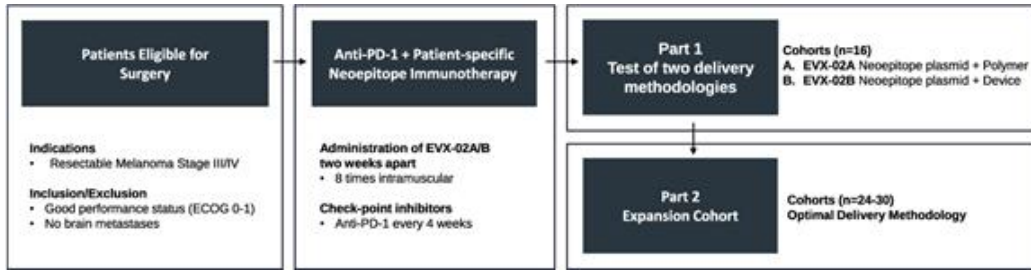 Patients Eligible for
Surgery
Indications
• Resectable Melanoma Stage III/IV
Inclusion/Exclusion
• Good performance status (ECOG 0-1)
• No brain metastases
Anti-PD-1 + Patient-specific
Neoepitope Immunotherapy
Administration of EVX-02A/B
two weeks apart
• 8 times intramuscular
Check-point inhibitors
• Anti-PD-1 every 4 weeks
Part 1
Test of two delivery
methodologies
Cohorts (n=16)
A. EVX-02A Neoepitope plasmid + Polymer
B. EVX-02B Neoepitope plasmid + Device
Part 2
Expansion Cohort
Cohorts (n=24-30)
Optimal Delivery Methodology